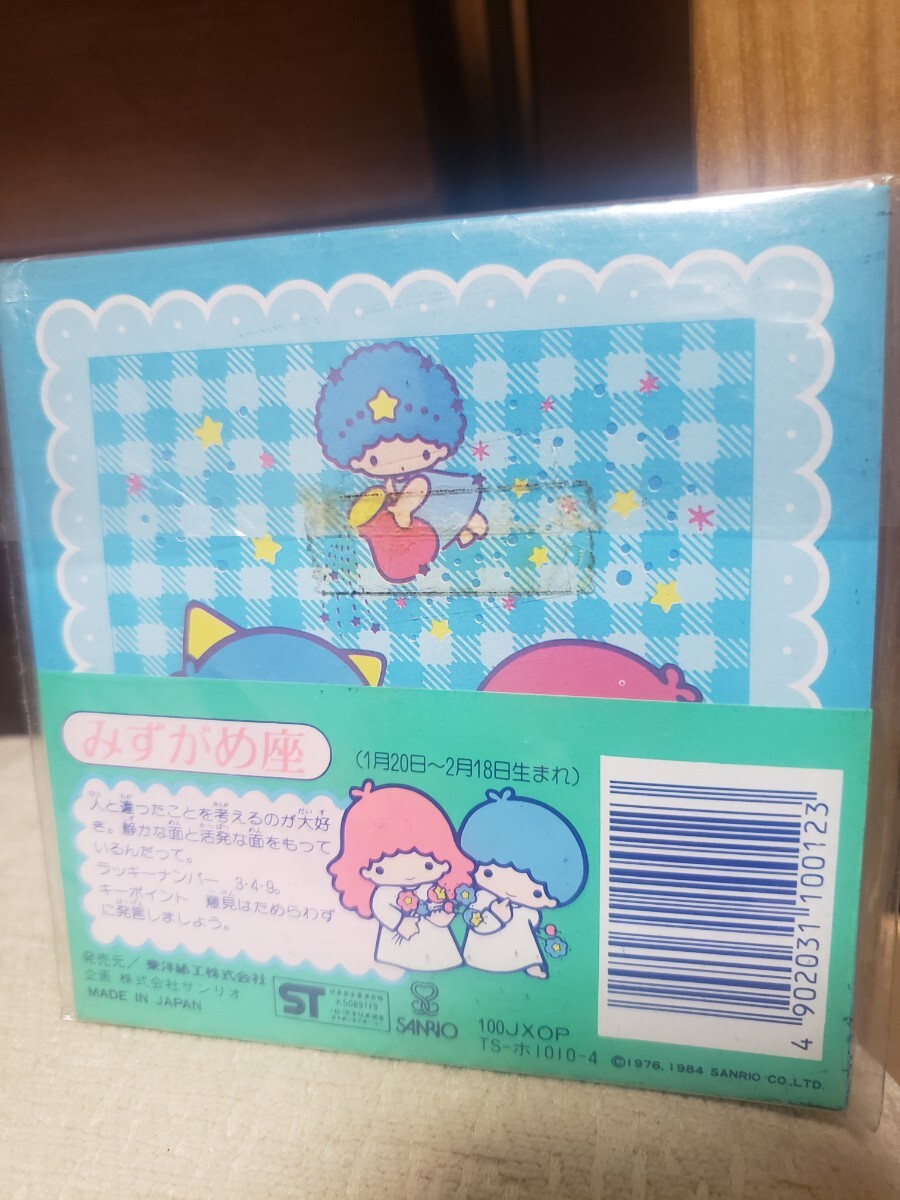 みずがめ座
(1月20日～2月18日生まれ)
人と違ったことを考えるのが大好
き。静かな面と活発な面をもって
いるんだって。
ラッキーナンバー 3・4・9。
キーポイント 意見はためらわず
に発言しましょう。
発売元／東洋紙工株式会社
企画 株式会社サンリオ
MADE IN JAPAN
ST
SANRIO
100JXOP
TS-ホ1010-4
©1976, 1984 SANRIO CO.,LTD.
4902031100123